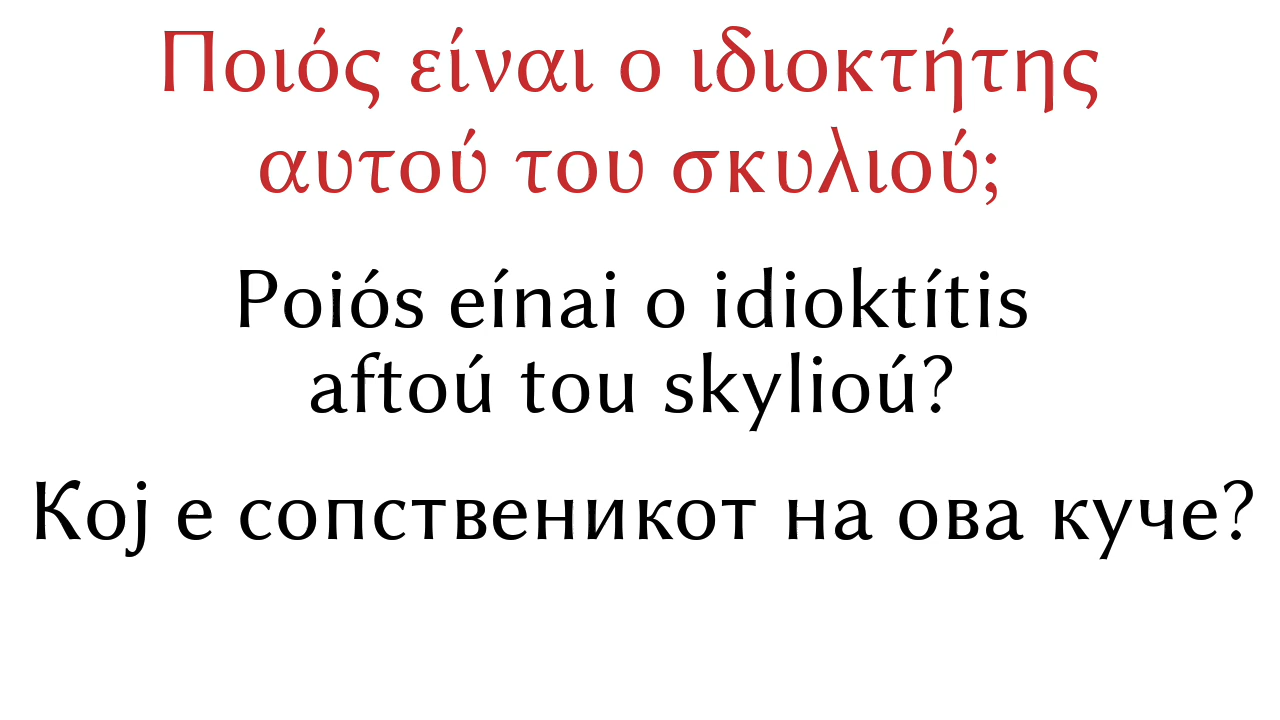 Ποιός είναι ο ιδιοκτήτης
αυτού του σκυλιού;
Poiós eínai o idioktítis
aftoú tou skylioú?
Кој е сопственикот на ова куче?